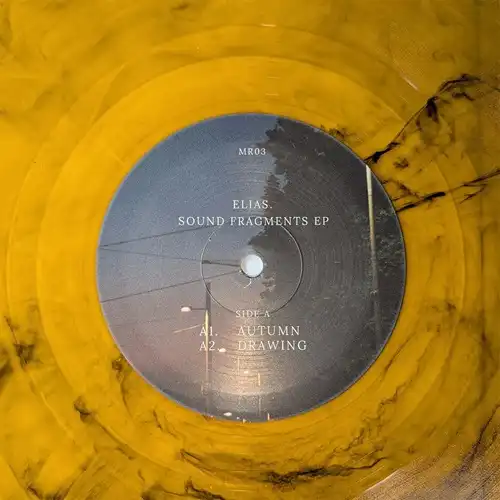 MR03
ELIAS.
SOUND FRAGMENTS EP
SIDE A
A1. AUTUMN
A2. DRAWING